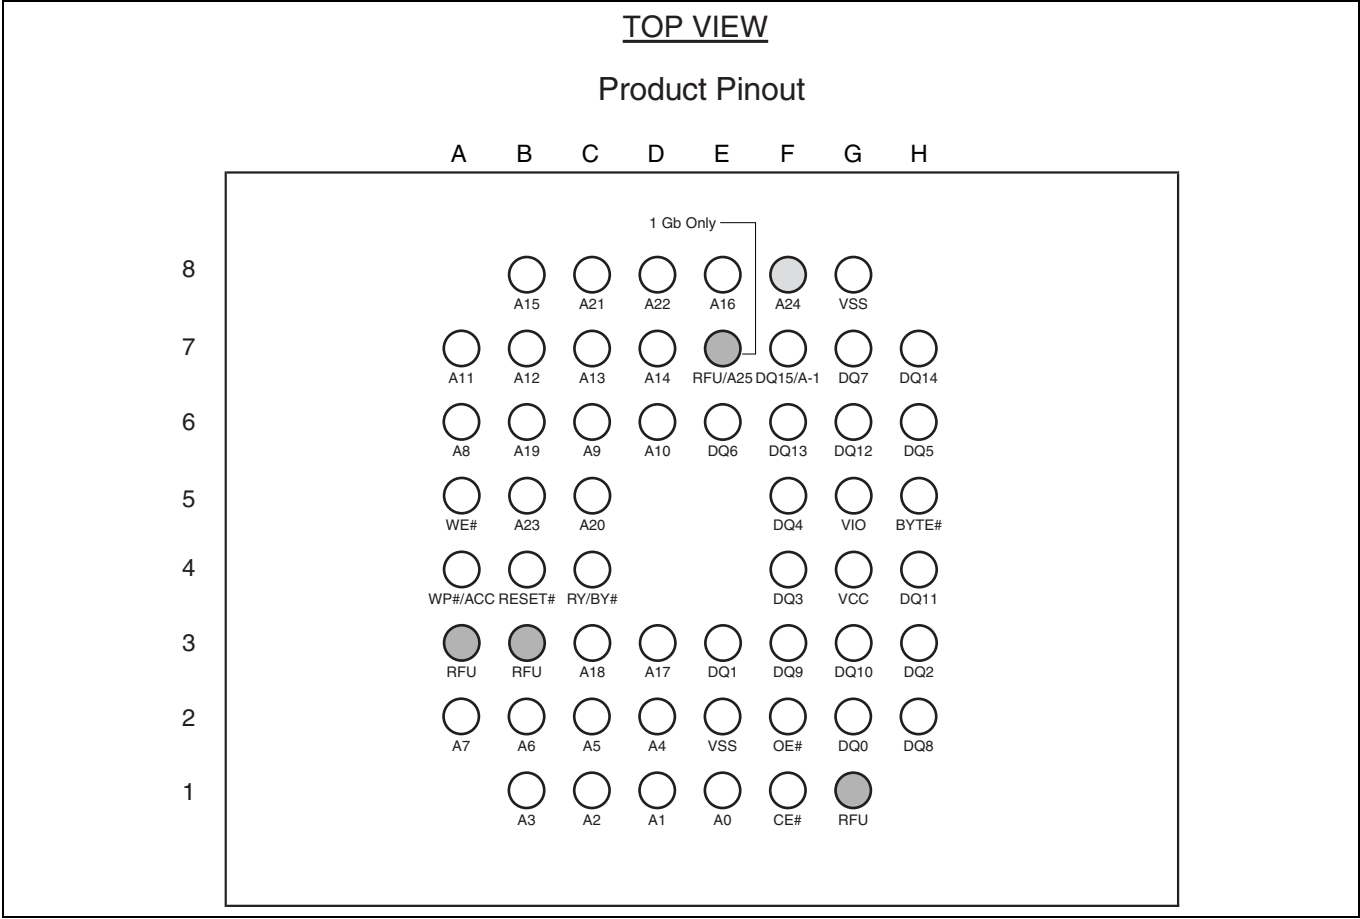 TOP VIEW
Product Pinout
A B C D E F G H
1 Gb Only
8
A15 A21 A22 A16 A24 VSS
7
A11 A12 A13 A14 RFU/A25 DQ15/A-1 DQ7 DQ14
6
A8 A19 A9 A10 DQ6 DQ13 DQ12 DQ5
5
WE# A23 A20 DQ4 VIO BYTE#
4
WP#/ACC RESET# RY/BY# DQ3 VCC DQ11
3
RFU RFU A18 A17 DQ1 DQ9 DQ10 DQ2
2
A7 A6 A5 A4 VSS OE# DQ0 DQ8
1
A3 A2 A1 A0 CE# RFU